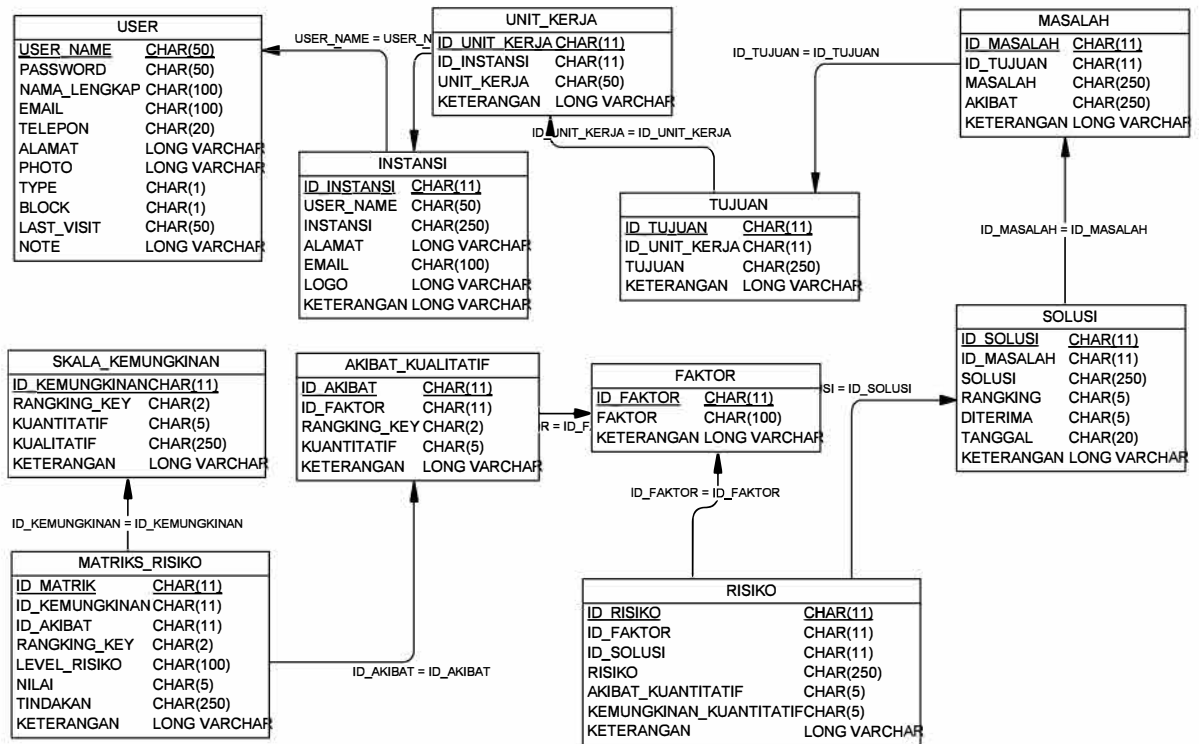 USER
USER_NAME CHAR(50)
PASSWORD CHAR(50)
NAMA_LENGKAP CHAR(100)
EMAIL CHAR(100)
TELEPON CHAR(20)
ALAMAT LONG VARCHAR
PHOTO LONG VARCHAR
TYPE CHAR(1)
BLOCK CHAR(1)
LAST_VISIT CHAR(50)
NOTE LONG VARCHAR
USER_NAME = USER_N
UNIT_KERJA
ID_UNIT_KERJA CHAR(11)
ID_INSTANSI CHAR(11)
UNIT_KERJA CHAR(50)
KETERANGAN LONG VARCHAR
ID_UNIT_KERJA = ID_UNIT_KERJA
INSTANSI
ID_INSTANSI CHAR(11)
USER_NAME CHAR(50)
INSTANSI CHAR(250)
ALAMAT LONG VARCHAR
EMAIL CHAR(100)
LOGO LONG VARCHAR
KETERANGAN LONG VARCHAR
ID_TUJUAN = ID_TUJUAN
TUJUAN
ID_TUJUAN CHAR(11)
ID_UNIT_KERJA CHAR(11)
TUJUAN CHAR(250)
KETERANGAN LONG VARCHAR
MASALAH
ID_MASALAH CHAR(11)
ID_TUJUAN CHAR(11)
MASALAH CHAR(250)
AKIBAT CHAR(250)
KETERANGAN LONG VARCHAR
ID_MASALAH = ID_MASALAH
SOLUSI
ID_SOLUSI CHAR(11)
ID_MASALAH CHAR(11)
SOLUSI CHAR(250)
RANGKING CHAR(5)
DITERIMA CHAR(5)
TANGGAL CHAR(20)
KETERANGAN LONG VARCHAR
SKALA_KEMUNGKINAN
ID_KEMUNGKINAN CHAR(11)
RANGKING_KEY CHAR(2)
KUANTITATIF CHAR(5)
KUALITATIF CHAR(250)
KETERANGAN LONG VARCHAR
ID_KEMUNGKINAN = ID_KEMUNGKINAN
AKIBAT_KUALITATIF
ID_AKIBAT CHAR(11)
ID_FAKTOR CHAR(11)
RANGKING_KEY CHAR(2)
KUANTITATIF CHAR(5)
KETERANGAN LONG VARCHAR
OR = ID_FA
FAKTOR
ID_FAKTOR CHAR(11)
FAKTOR CHAR(100)
KETERANGAN LONG VARCHAR
SI = ID_SOLUSI
ID_FAKTOR = ID_FAKTOR
MATRIKS_RISIKO
ID_MATRIK CHAR(11)
ID_KEMUNGKINAN CHAR(11)
ID_AKIBAT CHAR(11)
RANGKING_KEY CHAR(2)
LEVEL_RISIKO CHAR(100)
NILAI CHAR(5)
TINDAKAN CHAR(250)
KETERANGAN LONG VARCHAR
ID_AKIBAT = ID_AKIBAT
RISIKO
ID_RISIKO CHAR(11)
ID_FAKTOR CHAR(11)
ID_SOLUSI CHAR(11)
RISIKO CHAR(250)
AKIBAT_KUANTITATIF CHAR(5)
KEMUNGKINAN_KUANTITATIF CHAR(5)
KETERANGAN LONG VARCHAR